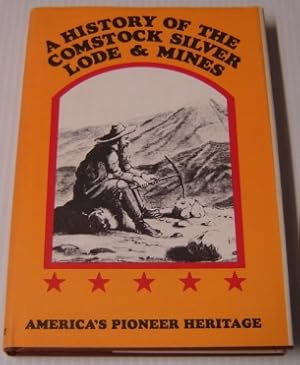 A HISTORY OF THE
COMSTOCK SILVER
LODE & MINES
AMERICA'S PIONEER HERITAGE